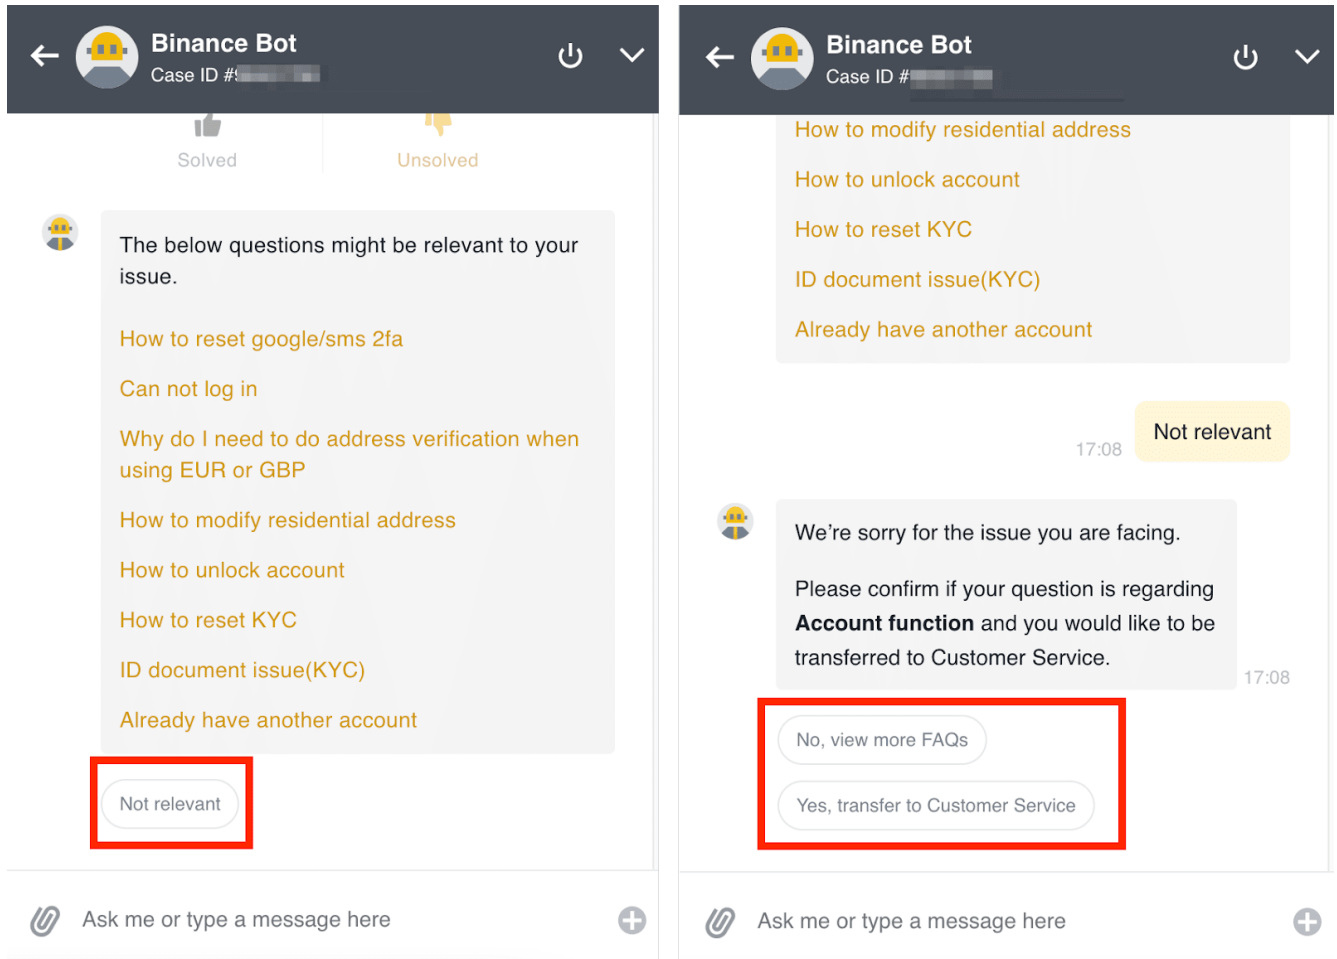 Binance Bot
Case ID #
Solved
Unsolved
The below questions might be relevant to your
issue.
How to reset google/sms 2fa
Can not log in
Why do I need to do address verification when
using EUR or GBP
How to modify residential address
How to unlock account
How to reset KYC
ID document issue(KYC)
Already have another account
Not relevant
Ask me or type a message here
Binance Bot
Case ID #
How to modify residential address
How to unlock account
How to reset KYC
ID document issue(KYC)
Already have another account
Not relevant
17:08
We’re sorry for the issue you are facing.
Please confirm if your question is regarding
Account function and you would like to be
transferred to Customer Service.
17:08
No, view more FAQs
Yes, transfer to Customer Service
Ask me or type a message here